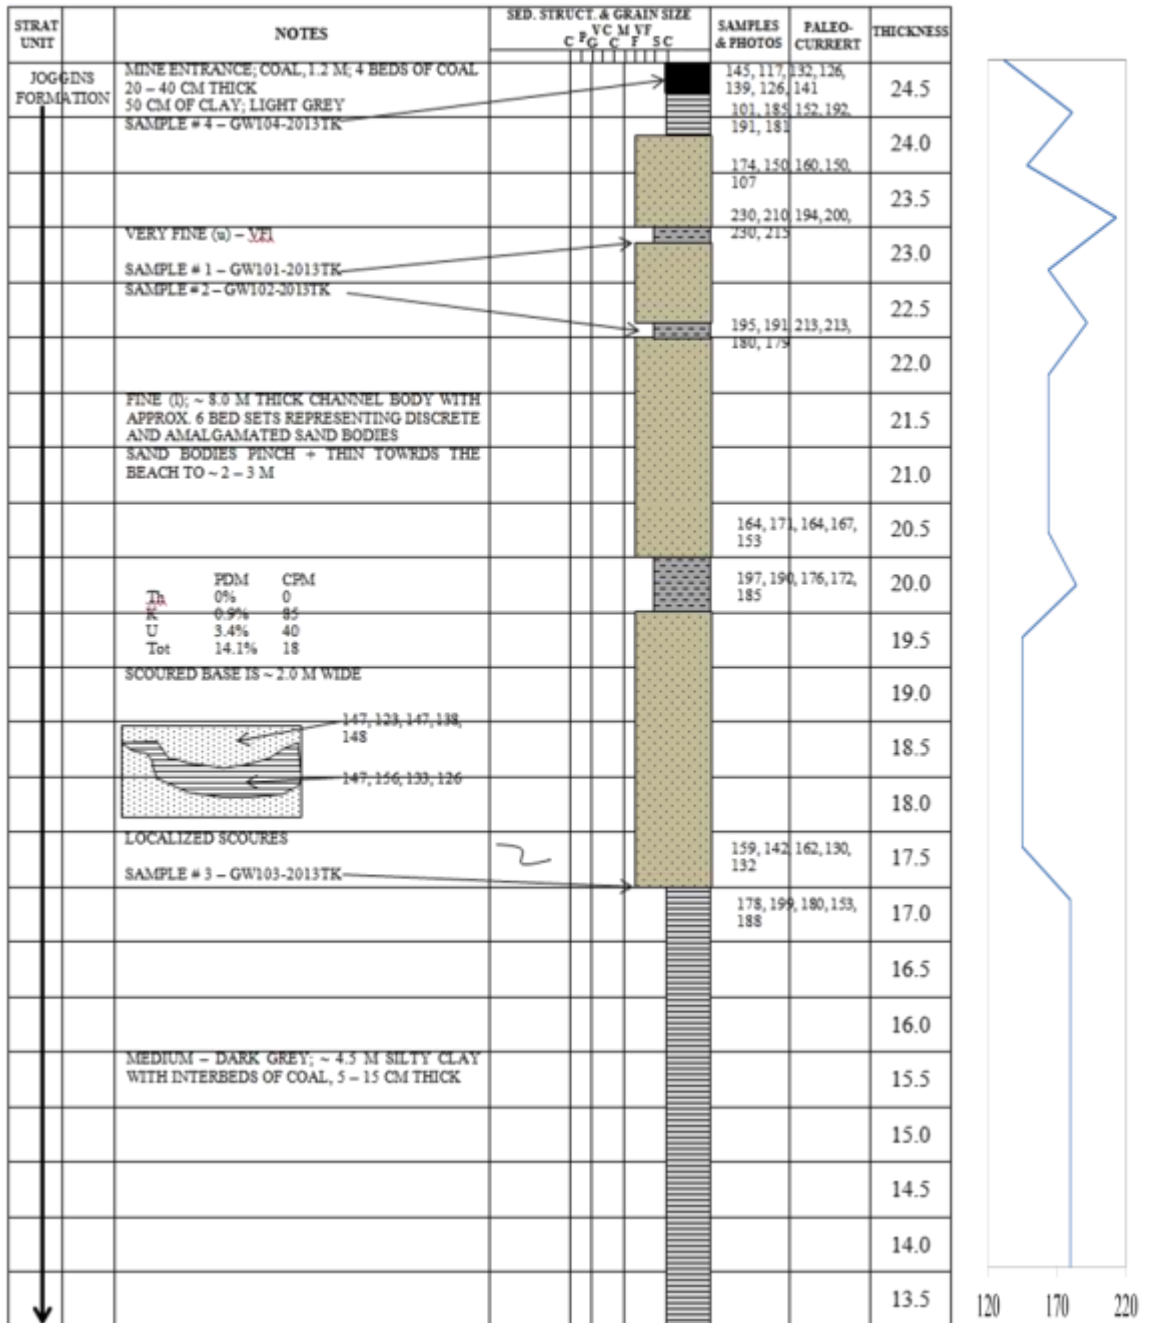 STRAT
UNIT
NOTES
SED. STRUCT. & GRAIN SIZE
VC M VF
C P G C F S C
SAMPLES
& PHOTOS
PALEO-
CURRERT
THICKNESS
JOGGINS
FORMATION
MINE ENTRANCE; COAL, 1.2 M; 4 BEDS OF COAL
20 – 40 CM THICK
50 CM OF CLAY; LIGHT GREY
SAMPLE # 4 – GW104-2013TK
145, 117, 132, 126,
139, 126, 141
101, 185, 152, 192,
191, 181
24.5
24.0
174, 150, 160, 150,
107
23.5
230, 210, 194, 200,
230, 215
VERY FINE (u) – VFl
23.0
SAMPLE # 1 – GW101-2013TK
SAMPLE # 2 – GW102-2013TK
22.5
195, 191, 213, 213,
180, 179
22.0
FINE (l); ~ 8.0 M THICK CHANNEL BODY WITH
APPROX. 6 BED SETS REPRESENTING DISCRETE
AND AMALGAMATED SAND BODIES
SAND BODIES PINCH + THIN TOWRDS THE
BEACH TO ~ 2 – 3 M
21.5
21.0
164, 171, 164, 167,
153
20.5
197, 190, 176, 172,
185
20.0
PDM CPM
Th 0% 0
K 0.9% 85
U 3.4% 40
Tot 14.1% 18
19.5
SCOURED BASE IS ~ 2.0 M WIDE
19.0
147, 123, 147, 138,
148
18.5
147, 156, 133, 126
18.0
LOCALIZED SCOURES
159, 142, 162, 130,
132
17.5
SAMPLE # 3 – GW103-2013TK
178, 199, 180, 153,
188
17.0
16.5
16.0
MEDIUM – DARK GREY; ~ 4.5 M SILTY CLAY
WITH INTERBEDS OF COAL, 5 – 15 CM THICK
15.5
15.0
14.5
14.0
13.5
120 170 220